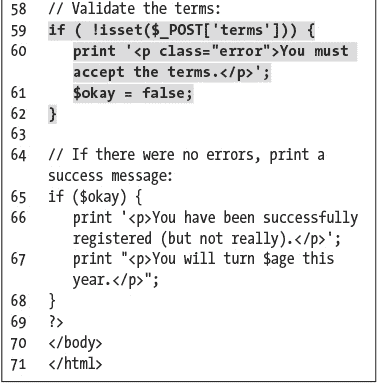 58 // Validate the terms:
59 if ( !isset($_POST['terms'])) {
60 print '<p class="error">You must
accept the terms.</p>';
61 $okay = false;
62 }
63
64 // If there were no errors, print a
success message:
65 if ($okay) {
66 print '<p>You have been successfully
registered (but not really).</p>';
67 print "<p>You will turn $age this
year.</p>";
68 }
69 ?>
70 </body>
71 </html>